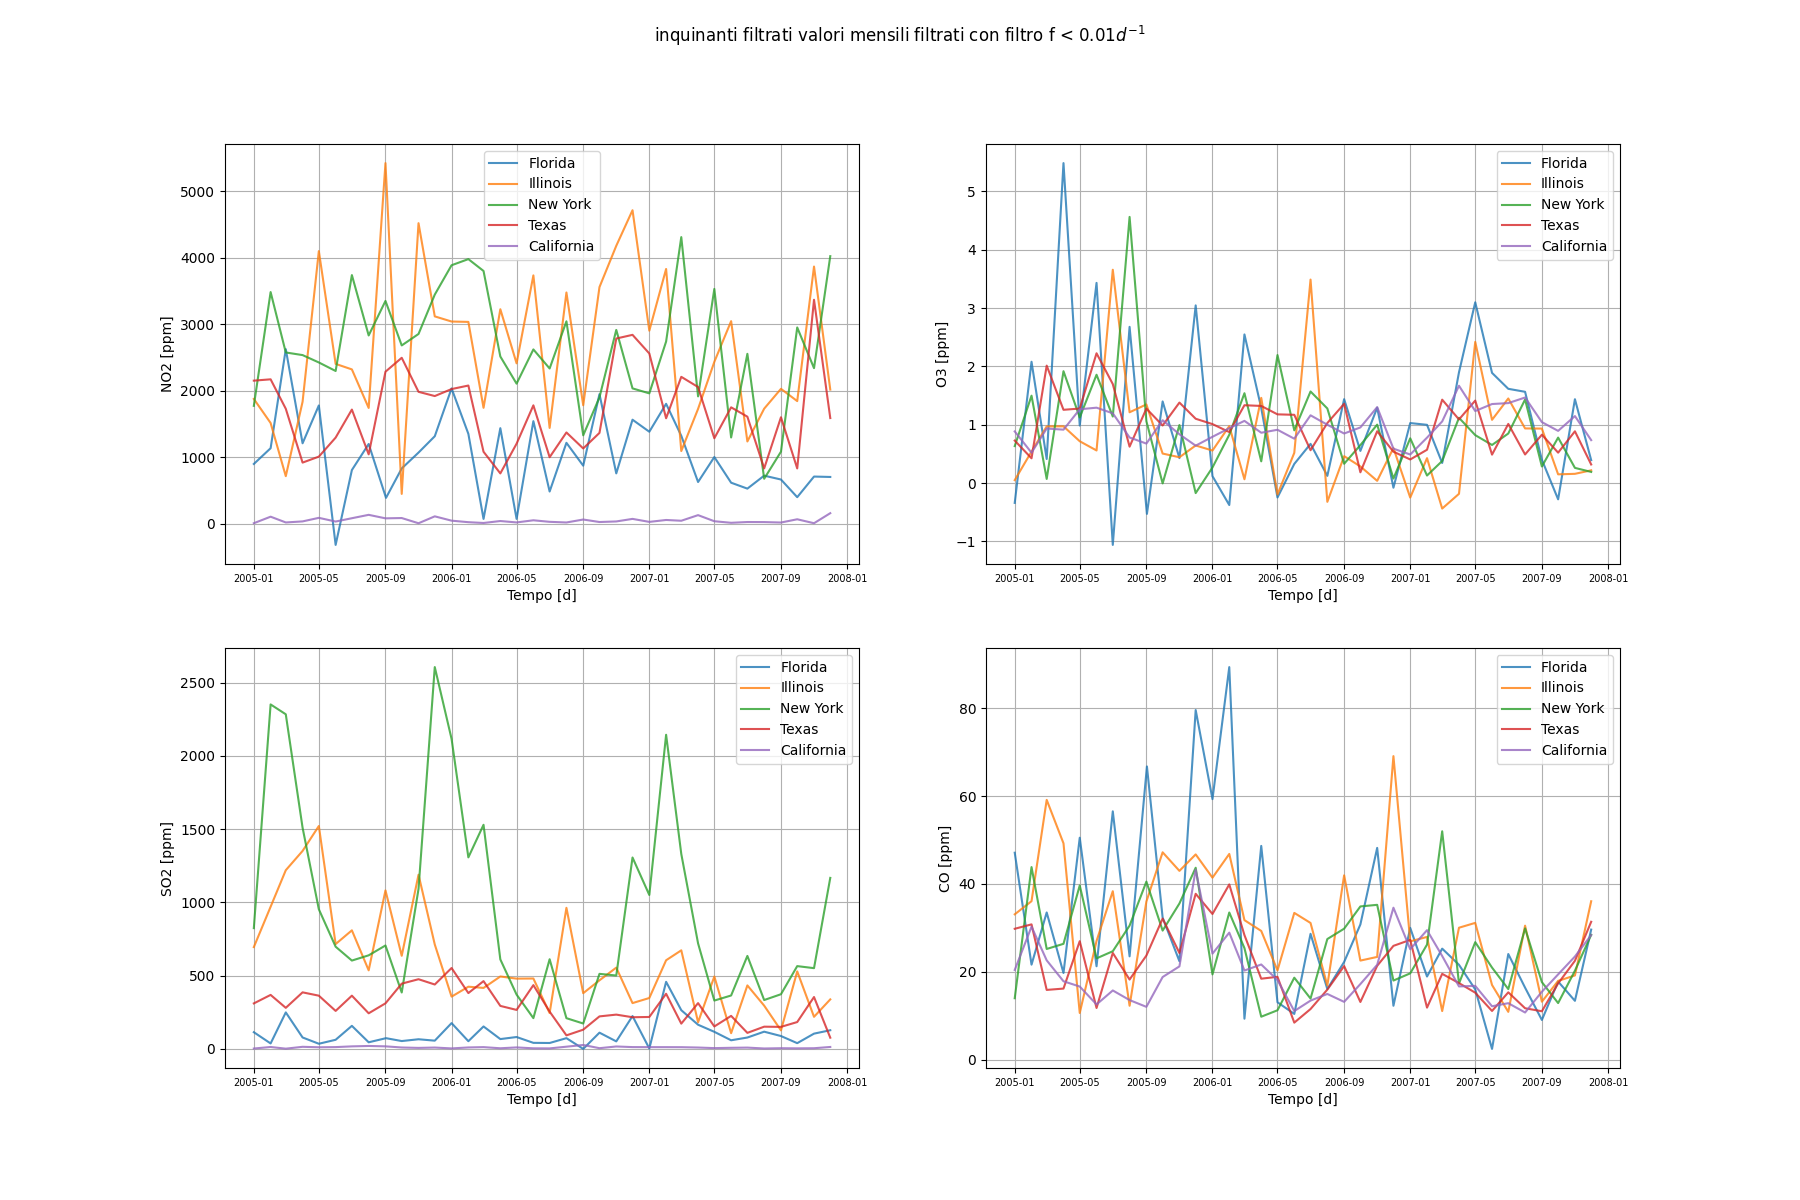 inquinanti filtrati valori mensili filtrati con filtro f < 0.01d⁻¹
NO2 [ppm]
5000
4000
3000
2000
1000
0
Florida
Illinois
New York
Texas
California
2005-01 2005-05 2005-09 2006-01 2006-05 2006-09 2007-01 2007-05 2007-09 2008-01
Tempo [d]
O3 [ppm]
5
4
3
2
1
0
−1
Florida
Illinois
New York
Texas
California
2005-01 2005-05 2005-09 2006-01 2006-05 2006-09 2007-01 2007-05 2007-09 2008-01
Tempo [d]
SO2 [ppm]
2500
2000
1500
1000
500
0
Florida
Illinois
New York
Texas
California
2005-01 2005-05 2005-09 2006-01 2006-05 2006-09 2007-01 2007-05 2007-09 2008-01
Tempo [d]
CO [ppm]
80
60
40
20
0
Florida
Illinois
New York
Texas
California
2005-01 2005-05 2005-09 2006-01 2006-05 2006-09 2007-01 2007-05 2007-09 2008-01
Tempo [d]